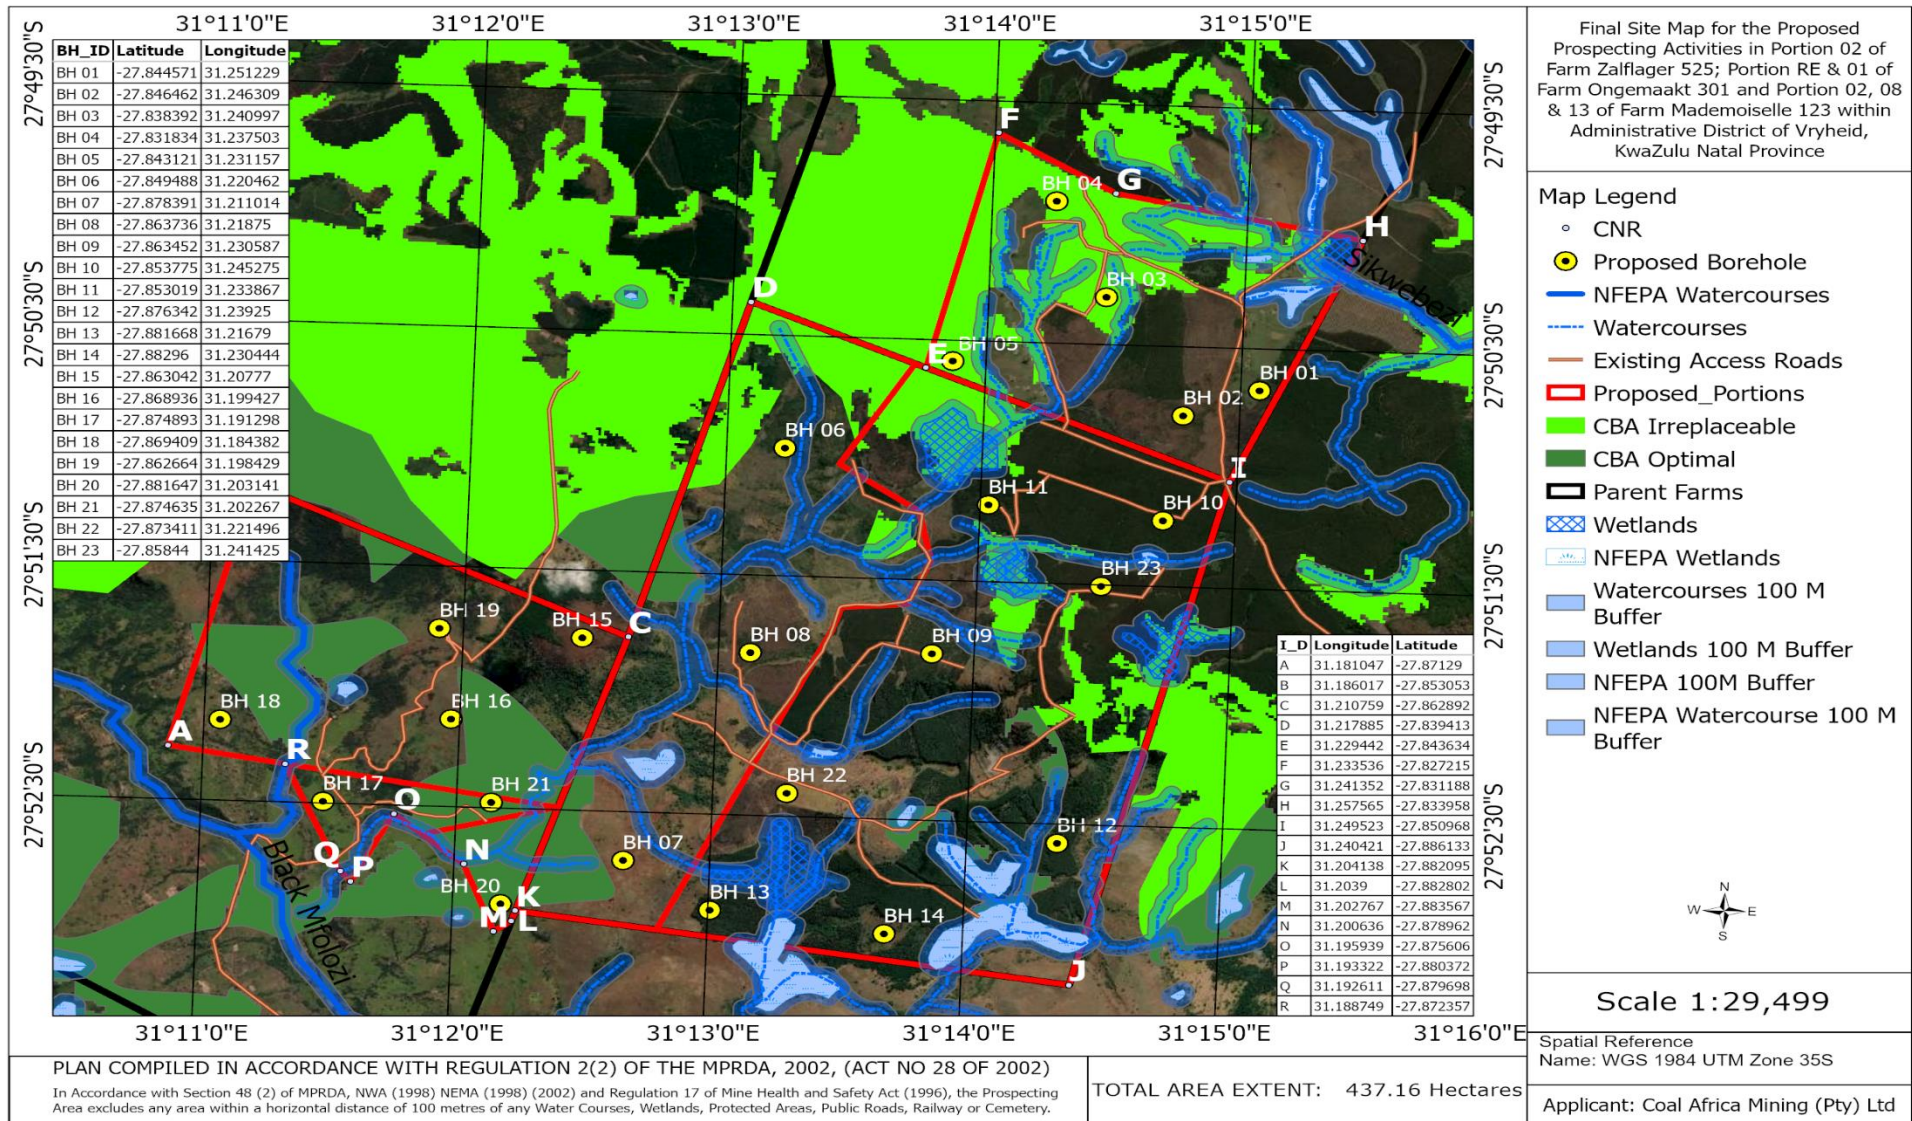 31°11'0"E 31°12'0"E 31°13'0"E 31°14'0"E 31°15'0"E
27°49'30"S
27°50'30"S
27°51'30"S
27°52'30"S
BH_ID Latitude Longitude
BH 01 -27.844571 31.251229
BH 02 -27.846462 31.246309
BH 03 -27.838392 31.240997
BH 04 -27.831834 31.237503
BH 05 -27.843121 31.231157
BH 06 -27.849488 31.220462
BH 07 -27.878391 31.211014
BH 08 -27.863736 31.21875
BH 09 -27.863452 31.230587
BH 10 -27.853775 31.245275
BH 11 -27.853019 31.233867
BH 12 -27.876342 31.23925
BH 13 -27.881668 31.21679
BH 14 -27.88296 31.230444
BH 15 -27.863042 31.20777
BH 16 -27.868936 31.199427
BH 17 -27.874893 31.191298
BH 18 -27.869409 31.184382
BH 19 -27.862664 31.198429
BH 20 -27.881647 31.203141
BH 21 -27.874635 31.202267
BH 22 -27.873411 31.221496
BH 23 -27.85844 31.241425
F
BH 04
G
H
Sikwebezi
D
BH 03
E
BH 05
BH 01
BH 02
BH 06
I
BH 11
BH 10
BH 23
BH 19
BH 15
C
BH 08
BH 09
BH 18
BH 16
A
R
BH 17
BH 21
BH 22
O
BH 12
Black Mfolozi
Q
P
N
BH 07
BH 20
K
M
L
BH 13
BH 14
J
I_D Longitude Latitude
A 31.181047 -27.87129
B 31.186017 -27.853053
C 31.210759 -27.862892
D 31.217885 -27.839413
E 31.229442 -27.843634
F 31.233536 -27.827215
G 31.241352 -27.831188
H 31.257565 -27.833958
I 31.249523 -27.850968
J 31.240421 -27.886133
K 31.204138 -27.882095
L 31.2039 -27.882802
M 31.202767 -27.883567
N 31.200636 -27.878962
O 31.195939 -27.875606
P 31.193322 -27.880372
Q 31.192611 -27.879698
R 31.188749 -27.872357
27°49'30"S
27°50'30"S
27°51'30"S
27°52'30"S
31°11'0"E 31°12'0"E 31°13'0"E 31°14'0"E 31°15'0"E 31°16'0"E
Final Site Map for the Proposed
Prospecting Activities in Portion 02 of
Farm Zalflager 525; Portion RE & 01 of
Farm Ongemaakt 301 and Portion 02, 08
& 13 of Farm Mademoiselle 123 within
Administrative District of Vryheid,
KwaZulu Natal Province
Map Legend
CNR
Proposed Borehole
NFEPA Watercourses
Watercourses
Existing Access Roads
Proposed_Portions
CBA Irreplaceable
CBA Optimal
Parent Farms
Wetlands
NFEPA Wetlands
Watercourses 100 M
Buffer
Wetlands 100 M Buffer
NFEPA 100M Buffer
NFEPA Watercourse 100 M
Buffer
N
W E
S
Scale 1:29,499
Spatial Reference
Name: WGS 1984 UTM Zone 35S
Applicant: Coal Africa Mining (Pty) Ltd
PLAN COMPILED IN ACCORDANCE WITH REGULATION 2(2) OF THE MPRDA, 2002, (ACT NO 28 OF 2002)
In Accordance with Section 48 (2) of MPRDA, NWA (1998) NEMA (1998) (2002) and Regulation 17 of Mine Health and Safety Act (1996), the Prospecting
Area excludes any area within a horizontal distance of 100 metres of any Water Courses, Wetlands, Protected Areas, Public Roads, Railway or Cemetery.
TOTAL AREA EXTENT: 437.16 Hectares